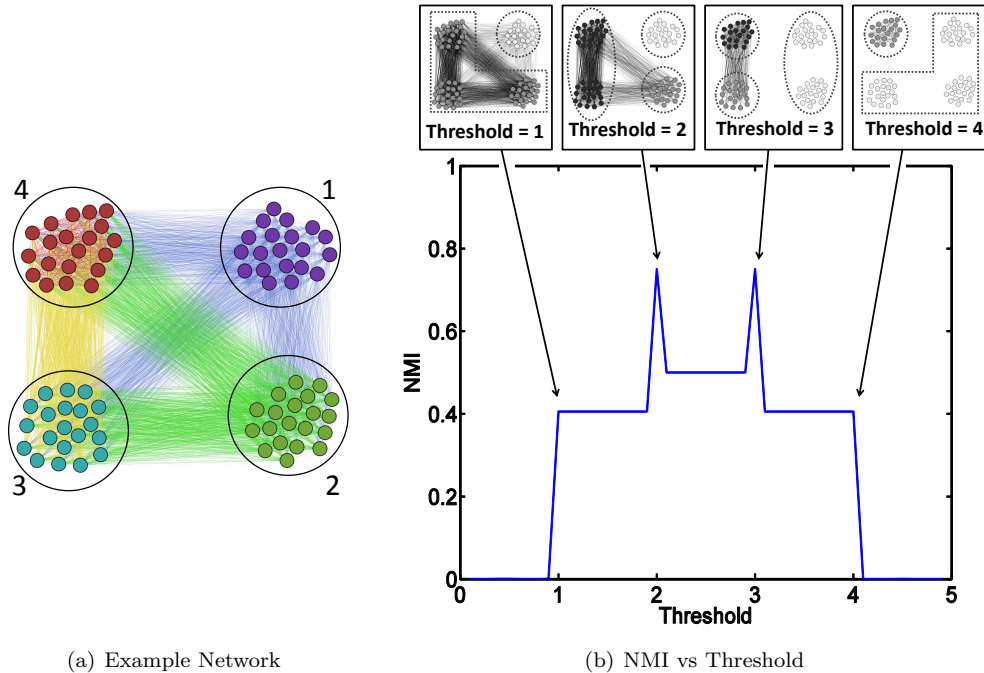 4
1
3
2
(a) Example Network
Threshold = 1
Threshold = 2
Threshold = 3
Threshold = 4
1
0.8
0.6
0.4
0.2
0
NMI
0 1 2 3 4 5
Threshold
(b) NMI vs Threshold